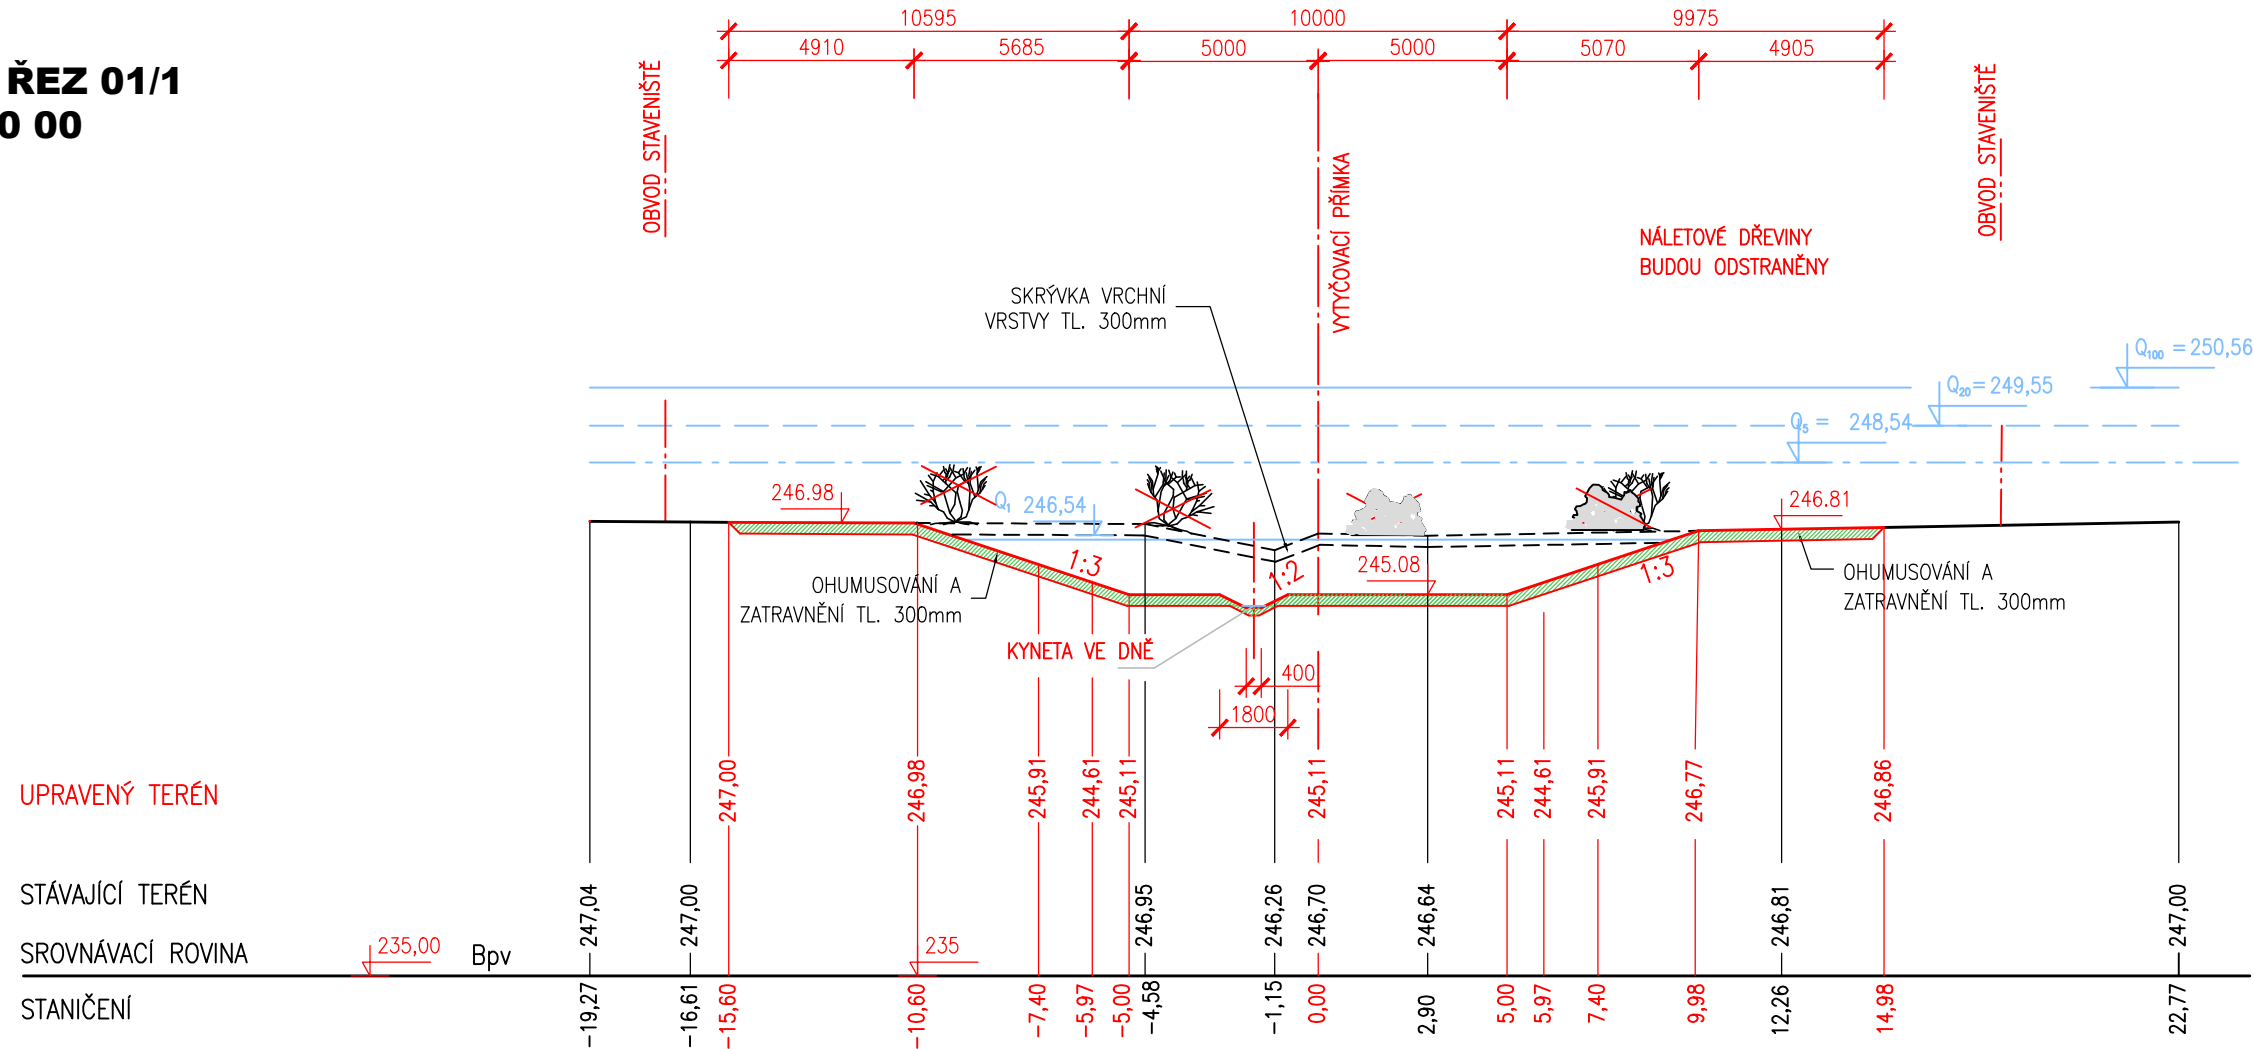 ŘEZ 01/1
0 00
10595
10000
9975
4910
5685
5000
5000
5070
4905
OBVOD STAVENIŠTĚ
VYTYČOVACÍ PŘÍMKA
OBVOD STAVENIŠTĚ
NÁLETOVÉ DŘEVINY
BUDOU ODSTRANĚNY
SKRÝVKA VRCHNÍ
VRSTVY TL. 300mm
Q100 = 250,56
Q20 = 249,55
Q5 = 248,54
246.98
Q1 246,54
246.81
1:3
1:2
245.08
1:3
OHUMUSOVÁNÍ A
ZATRAVNĚNÍ TL. 300mm
OHUMUSOVÁNÍ A
ZATRAVNĚNÍ TL. 300mm
KYNETA VE DNĚ
400
1800
UPRAVENÝ TERÉN
247,00
246,98
245,91
244,61
245,11
245,11
245,11
244,61
245,91
246,77
246,86
STÁVAJÍCÍ TERÉN
247,04
247,00
246,95
246,26
246,70
246,64
246,81
247,00
SROVNÁVACÍ ROVINA
235,00
Bpv
235
STANIČENÍ
-19,27
-16,61
-15,60
-10,60
-7,40
-5,97
-5,00
-4,58
-1,15
0,00
2,90
5,00
5,97
7,40
9,98
12,26
14,98
22,77